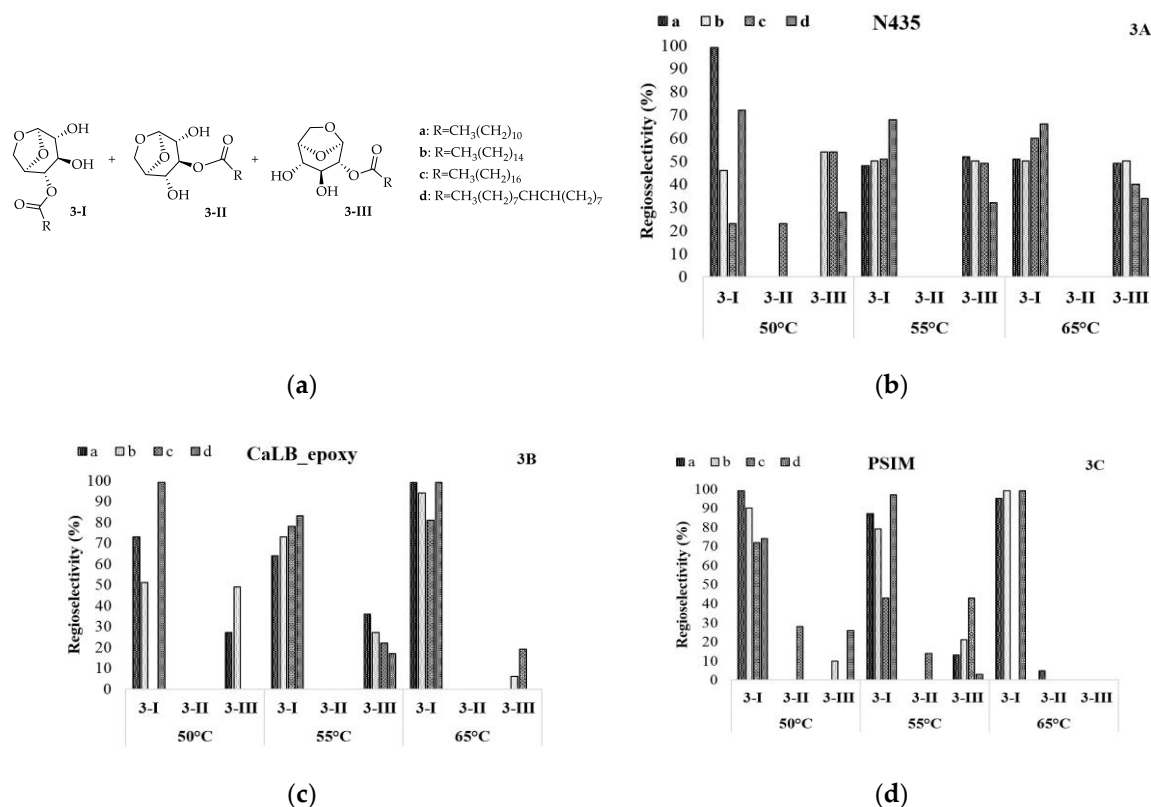 O
O
OH
OH
O
O
R
3-I
+
O
O
OH
O
O
R
OH
3-II
+
O
O
HO
OH
O
O
R
3-III
a: R=CH3(CH2)10
b: R=CH3(CH2)14
c: R=CH3(CH2)16
d: R=CH3(CH2)7CHCH(CH2)7
(a)
a b c d
N435
3A
Regiosselectivity (%)
100
90
80
70
60
50
40
30
20
10
0
3-I 3-II 3-III 3-I 3-II 3-III 3-I 3-II 3-III
50°C 55°C 65°C
(b)
a b c d
CaLB_epoxy
3B
Regioselectivity (%)
100
90
80
70
60
50
40
30
20
10
0
3-I 3-II 3-III 3-I 3-II 3-III 3-I 3-II 3-III
50°C 55°C 65°C
(c)
a b c d
PSIM
3C
Regioselectivity (%)
100
90
80
70
60
50
40
30
20
10
0
3-I 3-II 3-III 3-I 3-II 3-III 3-I 3-II 3-III
50°C 55°C 65°C
(d)